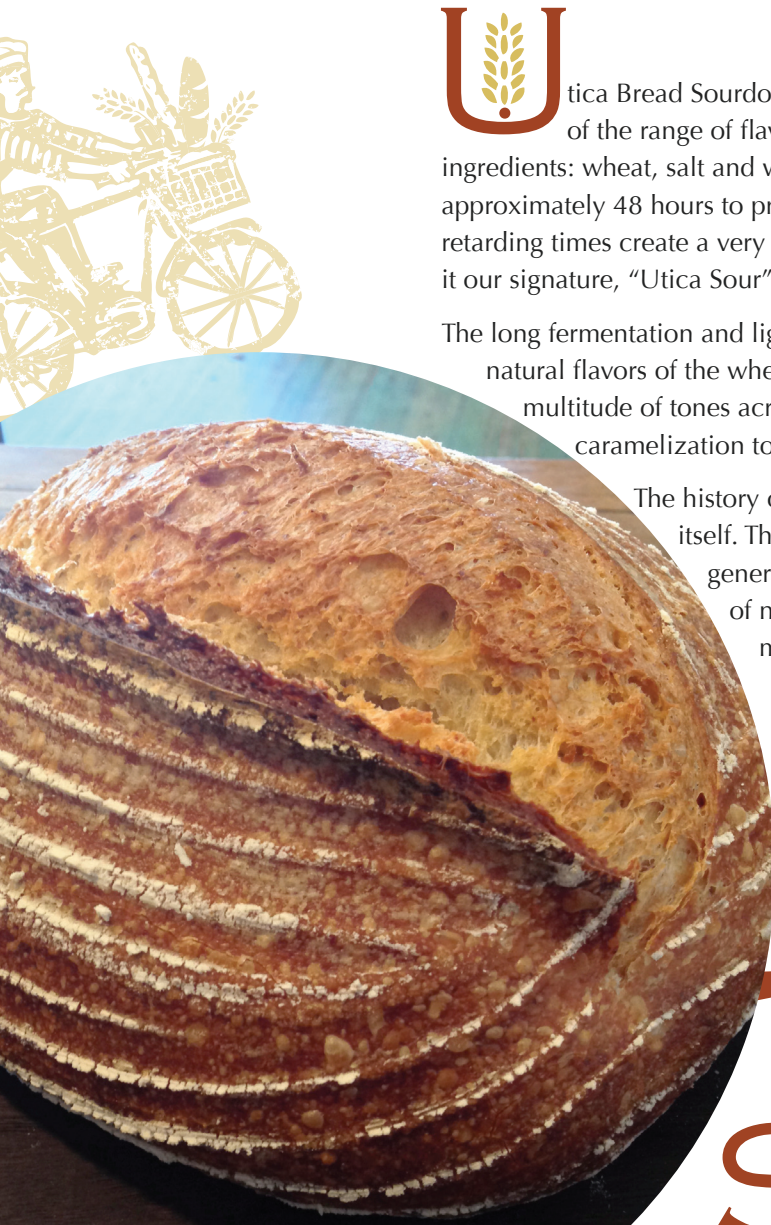 Utica Bread Sourdo
of the range of fla
ingredients: wheat, salt and
approximately 48 hours to pr
retarding times create a very
it our signature, “Utica Sour”
The long fermentation and lig
natural flavors of the whe
multitude of tones acr
caramelization to
The history
itself. Th
gener
of